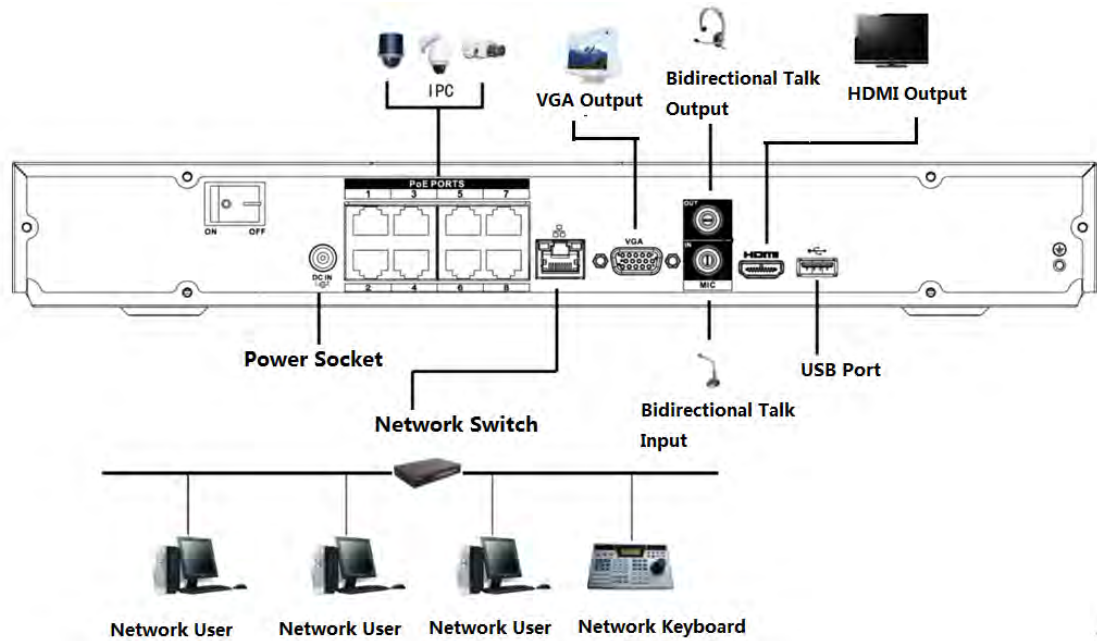 IPC
VGA Output
Bidirectional Talk
Output
HDMI Output
PoE PORTS
1 3 5 7
ON OFF
DC IN
2 4 6 8
VGA
OUT
IN
MIC
HDMI
Power Socket
USB Port
Network Switch
Bidirectional Talk
Input
Network User
Network User
Network User
Network Keyboard